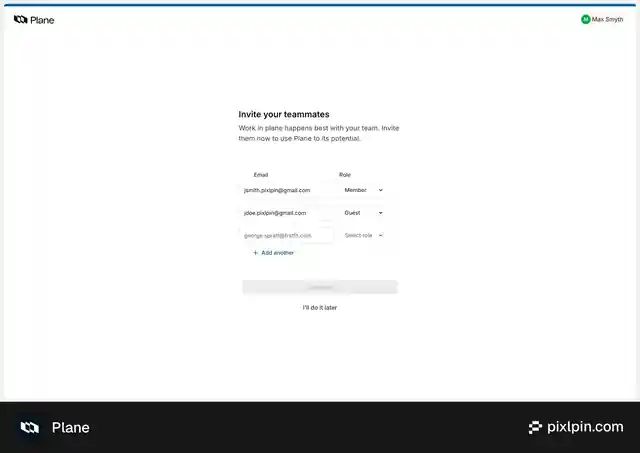 Plane
M Max Smyth
Invite your teammates
Work in plane happens best with your team. Invite
them now to use Plane to its potential.
Email Role
jsmith.pixlpin@gmail.com Member
jdoe.pixlpin@gmail.com Guest
Select role
+ Add another
I'll do it later
Plane
pixlpin.com